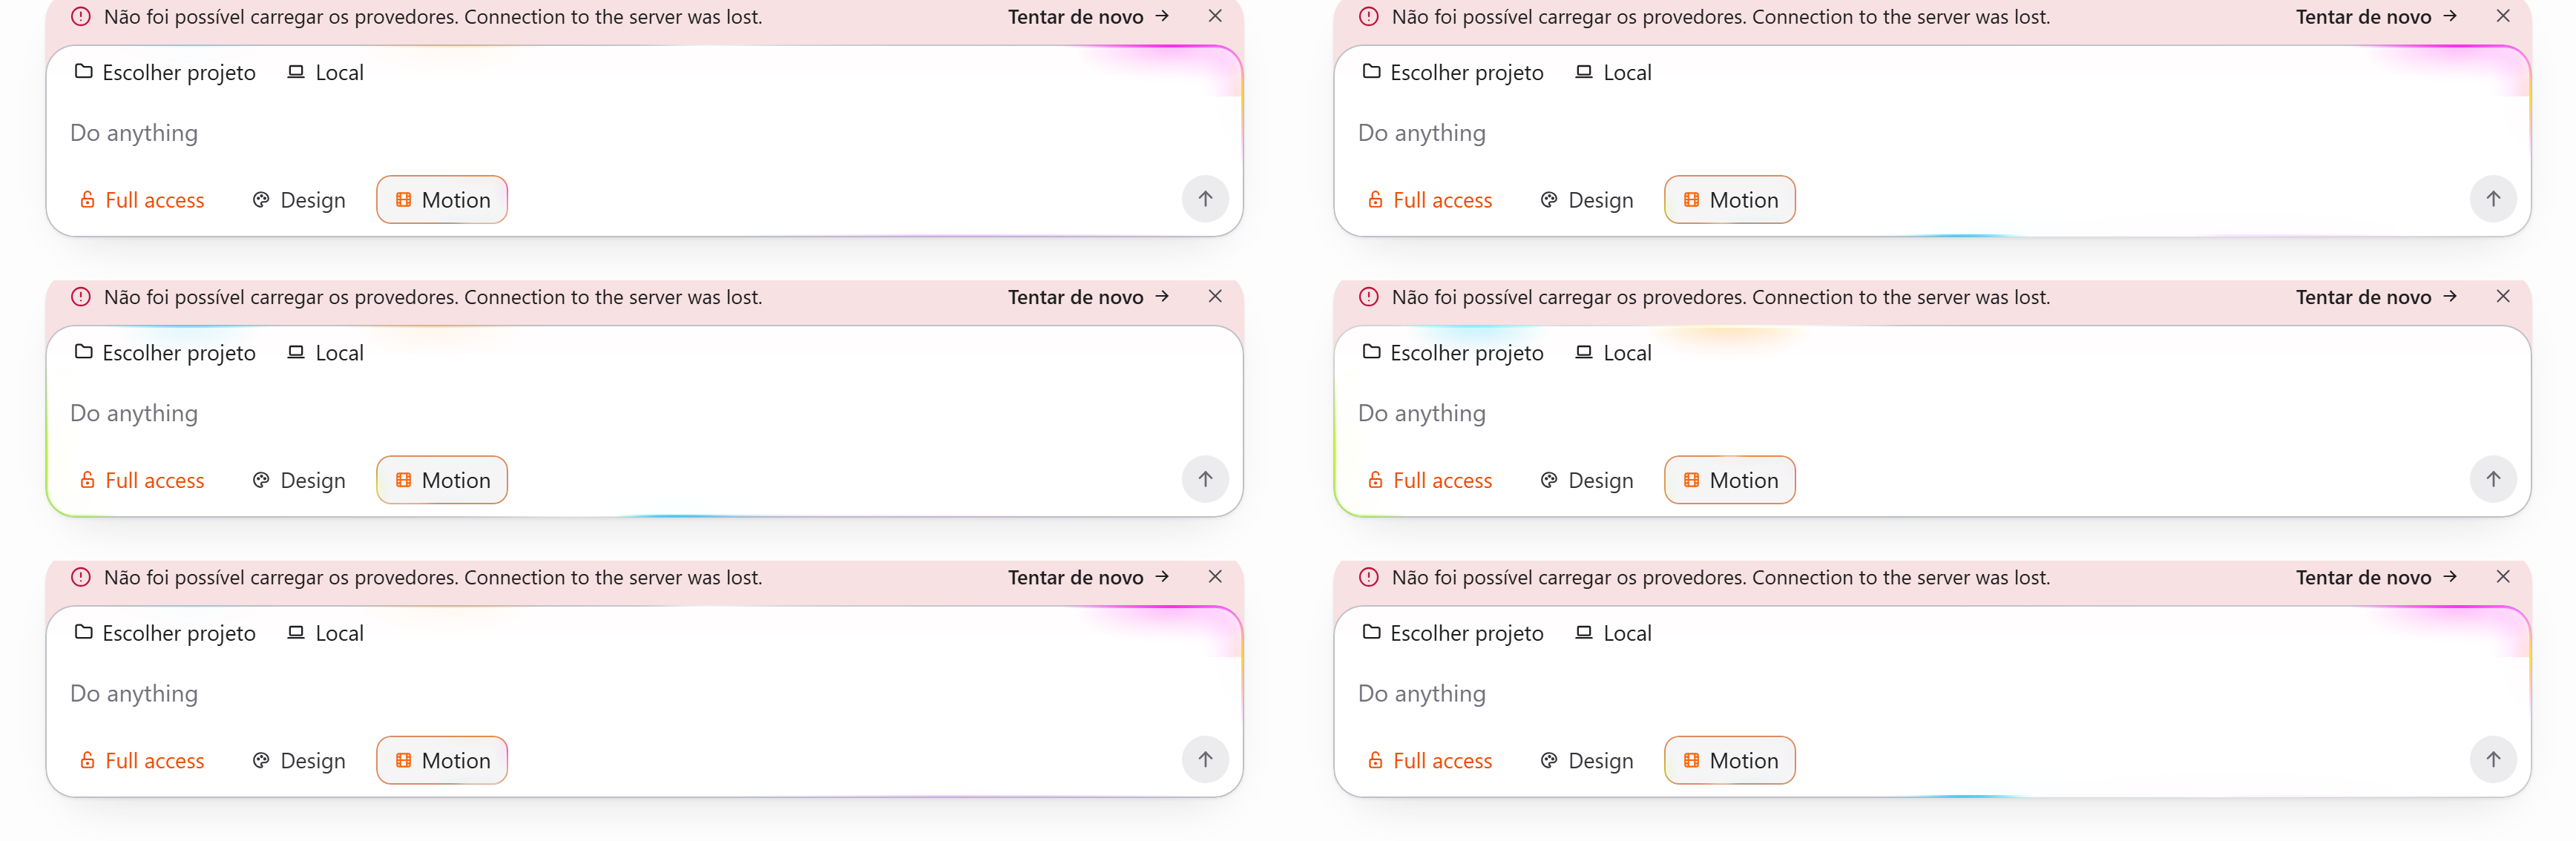 Não foi possível carregar os provedores. Connection to the server was lost. Tentar de novo →
Escolher projeto Local
Do anything
Full access Design Motion
Não foi possível carregar os provedores. Connection to the server was lost. Tentar de novo →
Escolher projeto Local
Do anything
Full access Design Motion
Não foi possível carregar os provedores. Connection to the server was lost. Tentar de novo →
Escolher projeto Local
Do anything
Full access Design Motion
Não foi possível carregar os provedores. Connection to the server was lost. Tentar de novo →
Escolher projeto Local
Do anything
Full access Design Motion
Não foi possível carregar os provedores. Connection to the server was lost. Tentar de novo →
Escolher projeto Local
Do anything
Full access Design Motion
Não foi possível carregar os provedores. Connection to the server was lost. Tentar de novo →
Escolher projeto Local
Do anything
Full access Design Motion